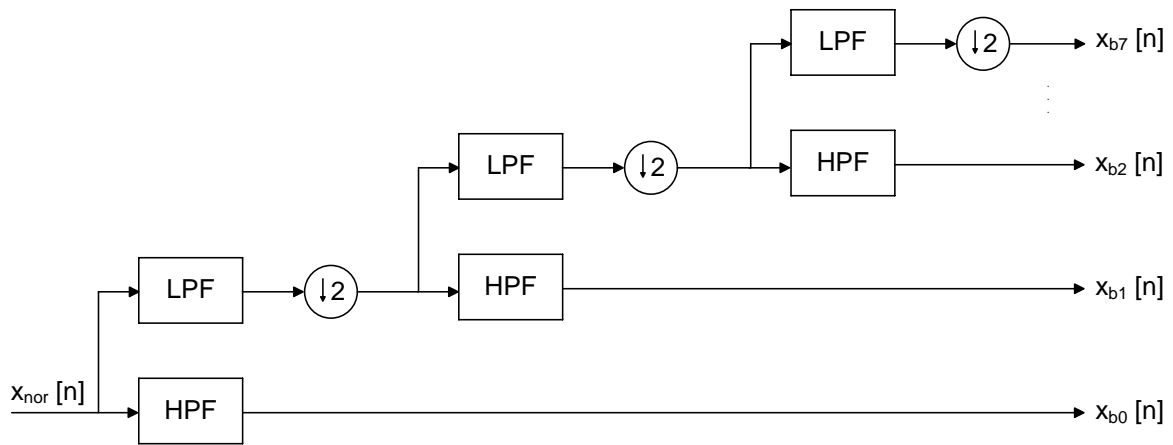 LPF
↓2
x_b7 [n]
LPF
↓2
HPF
x_b2 [n]
LPF
↓2
HPF
x_b1 [n]
x_nor [n]
HPF
x_b0 [n]